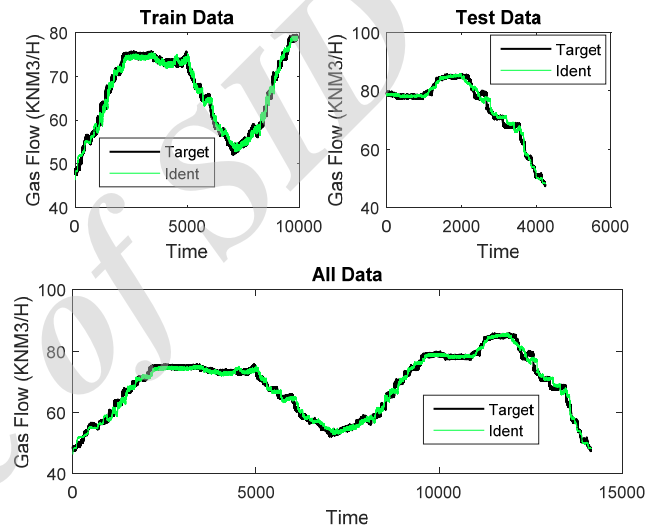 Train Data
80
70
60
50
40
Gas Flow (KNM3/H)
Target
Ident
0 5000 10000
Time
Test Data
100
80
60
40
Gas Flow (KNM3/H)
Target
Ident
0 2000 4000 6000
Time
All Data
100
80
60
40
Gas Flow (KNM3/H)
Target
Ident
0 5000 10000 15000
Time
of SID